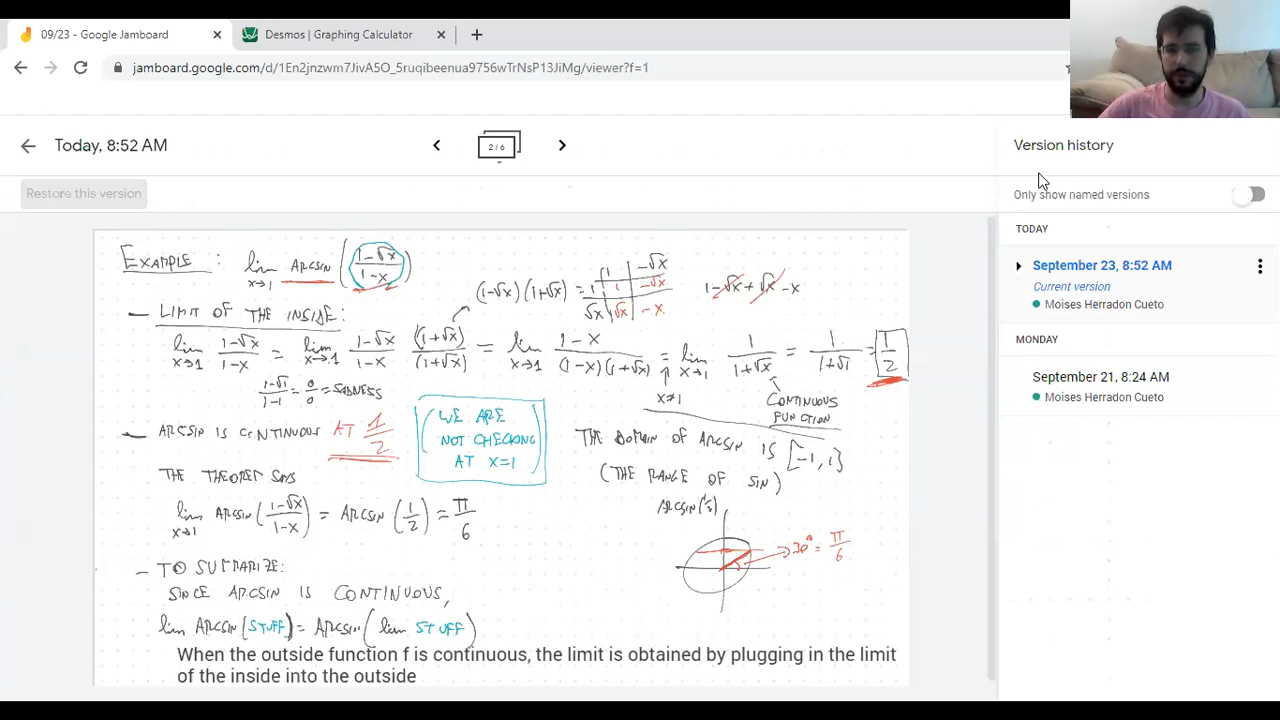 09/23 - Google Jamboard
Desmos | Graphing Calculator
jamboard.google.com/d/1En2jnzwm7JivA5O_5ruqibeenua9756wTrNsP13JiMg/viewer?f=1
Today, 8:52 AM
2 / 6
Version history
Restore this version
Only show named versions
TODAY
September 23, 8:52 AM
Current version
Moises Herradon Cueto
MONDAY
September 21, 8:24 AM
Moises Herradon Cueto
EXAMPLE : lim x→1 ARCSIN ( 1-√x / 1-x )
(1-√x)(1+√x) =
1 -√x
1 1 -√x
√x √x -x
1-√x+√x-x
- LIMIT OF THE INSIDE:
lim x→1 1-√x / 1-x = lim x→1 1-√x / 1-x (1+√x) / (1+√x) = lim x→1 1-x / (1-x)(1+√x) = lim x→1 1 / 1+√x = 1 / 1+√1 = 1/2
x≠1
1-√1 / 1-1 = 0/0 = SADNESS
CONTINUOUS
FUNCTION
- ARCSIN IS CONTINUOUS AT 1/2
(WE ARE
NOT CHECKING
AT X=1)
THE DOMAIN OF ARCSIN IS [-1,1]
(THE RANGE OF SIN)
THE THEOREM SAYS
lim x→1 ARCSIN(1-√x / 1-x) = ARCSIN(1/2) = π/6
ARCSIN(1/2)
30° = π/6
- TO SUMMARIZE:
SINCE ARCSIN IS CONTINUOUS,
lim ARCSIN(STUFF) = ARCSIN(lim STUFF)
When the outside function f is continuous, the limit is obtained by plugging in the limit
of the inside into the outside